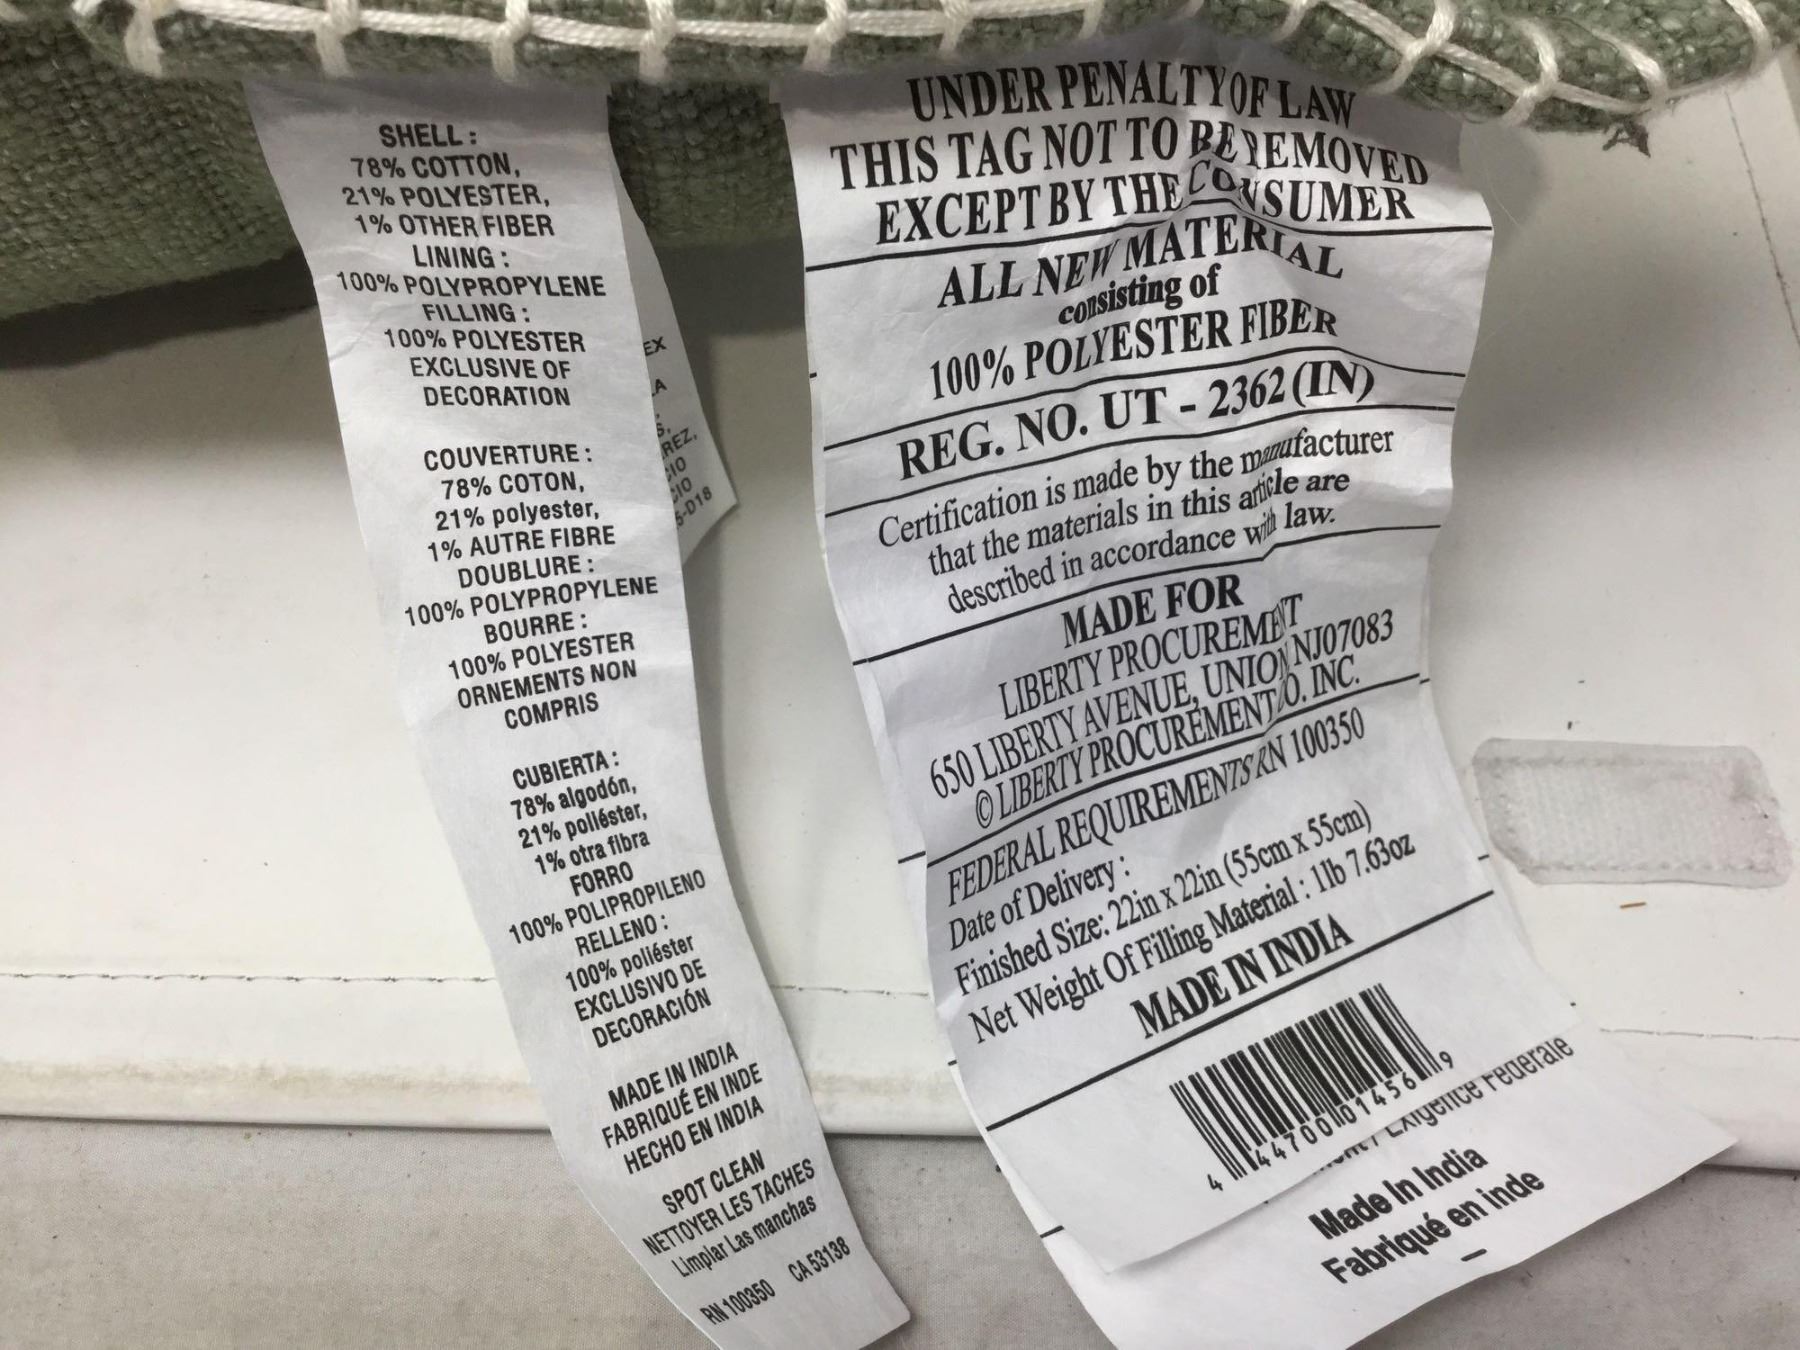 SHELL :
78% COTTON,
21% POLYESTER,
1% OTHER FIBER
LINING :
100% POLYPROPYLENE
FILLING :
100% POLYESTER
EXCLUSIVE OF
DECORATION
COUVERTURE :
78% COTON,
21% polyester,
1% AUTRE FIBRE
DOUBLURE :
100% POLYPROPYLENE
BOURRE :
100% POLYESTER
ORNEMENTS NON
COMPRIS
CUBIERTA :
78% algodón,
21% poliéster,
1% otra fibra
FORRO
100% POLIPROPILENO
RELLENO :
100% poliéster
EXCLUSIVO DE
DECORACIÓN
MADE IN INDIA
FABRIQUÉ EN INDE
HECHO EN INDIA
SPOT CLEAN
NETTOYER LES TACHES
Limpiar Las manchas
RN 100350 CA 53138
UNDER PENALTY OF LAW
THIS TAG NOT TO BE REMOVED
EXCEPT BY THE CONSUMER
ALL NEW MATERIAL
consisting of
100% POLYESTER FIBER
REG. NO. UT - 2362 (IN)
Certification is made by the manufacturer
that the materials in this article are
described in accordance with law.
MADE FOR
LIBERTY PROCUREMENT
650 LIBERTY AVENUE, UNION NJ07083
© LIBERTY PROCUREMENT CO. INC.
FEDERAL REQUIREMENTS RN 100350
Date of Delivery :
Finished Size: 22in x 22in (55cm x 55cm)
Net Weight Of Filling Material : 1lb 7.63oz
MADE IN INDIA
4 44700 01456 9
Exigence Federale
Made In India
Fabriqué en inde